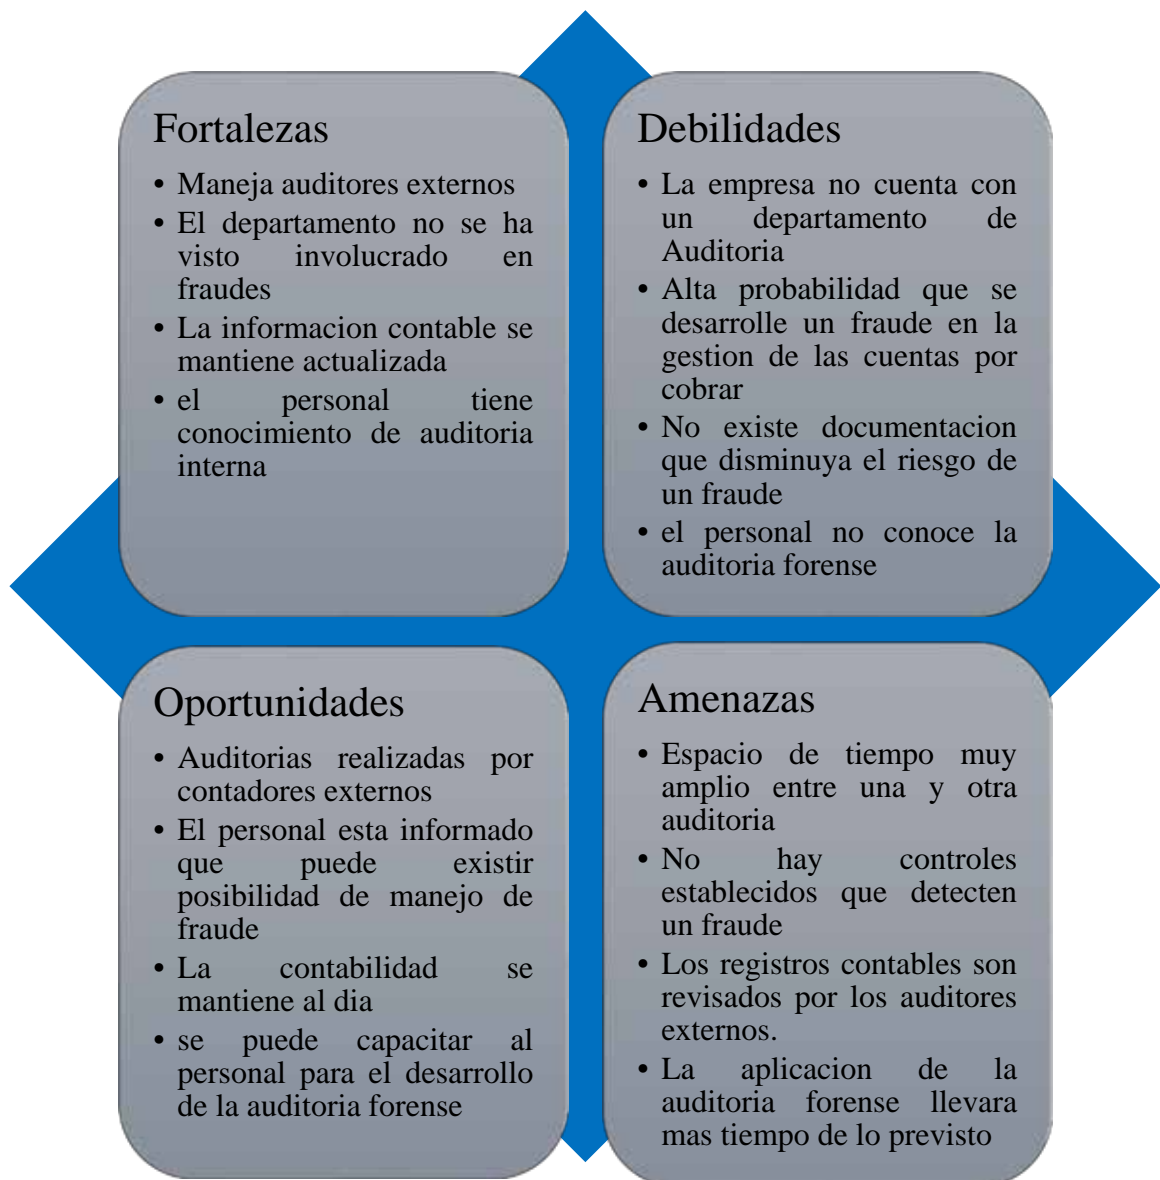 Fortalezas
• Maneja auditores externos
• El departamento no se ha
visto involucrado en
fraudes
• La informacion contable se
mantiene actualizada
• el personal tiene
conocimiento de auditoria
interna
Debilidades
• La empresa no cuenta con
un departamento de
Auditoria
• Alta probabilidad que se
desarrolle un fraude en la
gestion de las cuentas por
cobrar
• No existe documentacion
que disminuya el riesgo de
un fraude
• el personal no conoce la
auditoria forense
Oportunidades
• Auditorias realizadas por
contadores externos
• El personal esta informado
que puede existir
posibilidad de manejo de
fraude
• La contabilidad se
mantiene al dia
• se puede capacitar al
personal para el desarrollo
de la auditoria forense
Amenazas
• Espacio de tiempo muy
amplio entre una y otra
auditoria
• No hay controles
establecidos que detecten
un fraude
• Los registros contables son
revisados por los auditores
externos.
• La aplicacion de la
auditoria forense llevara
mas tiempo de lo previsto